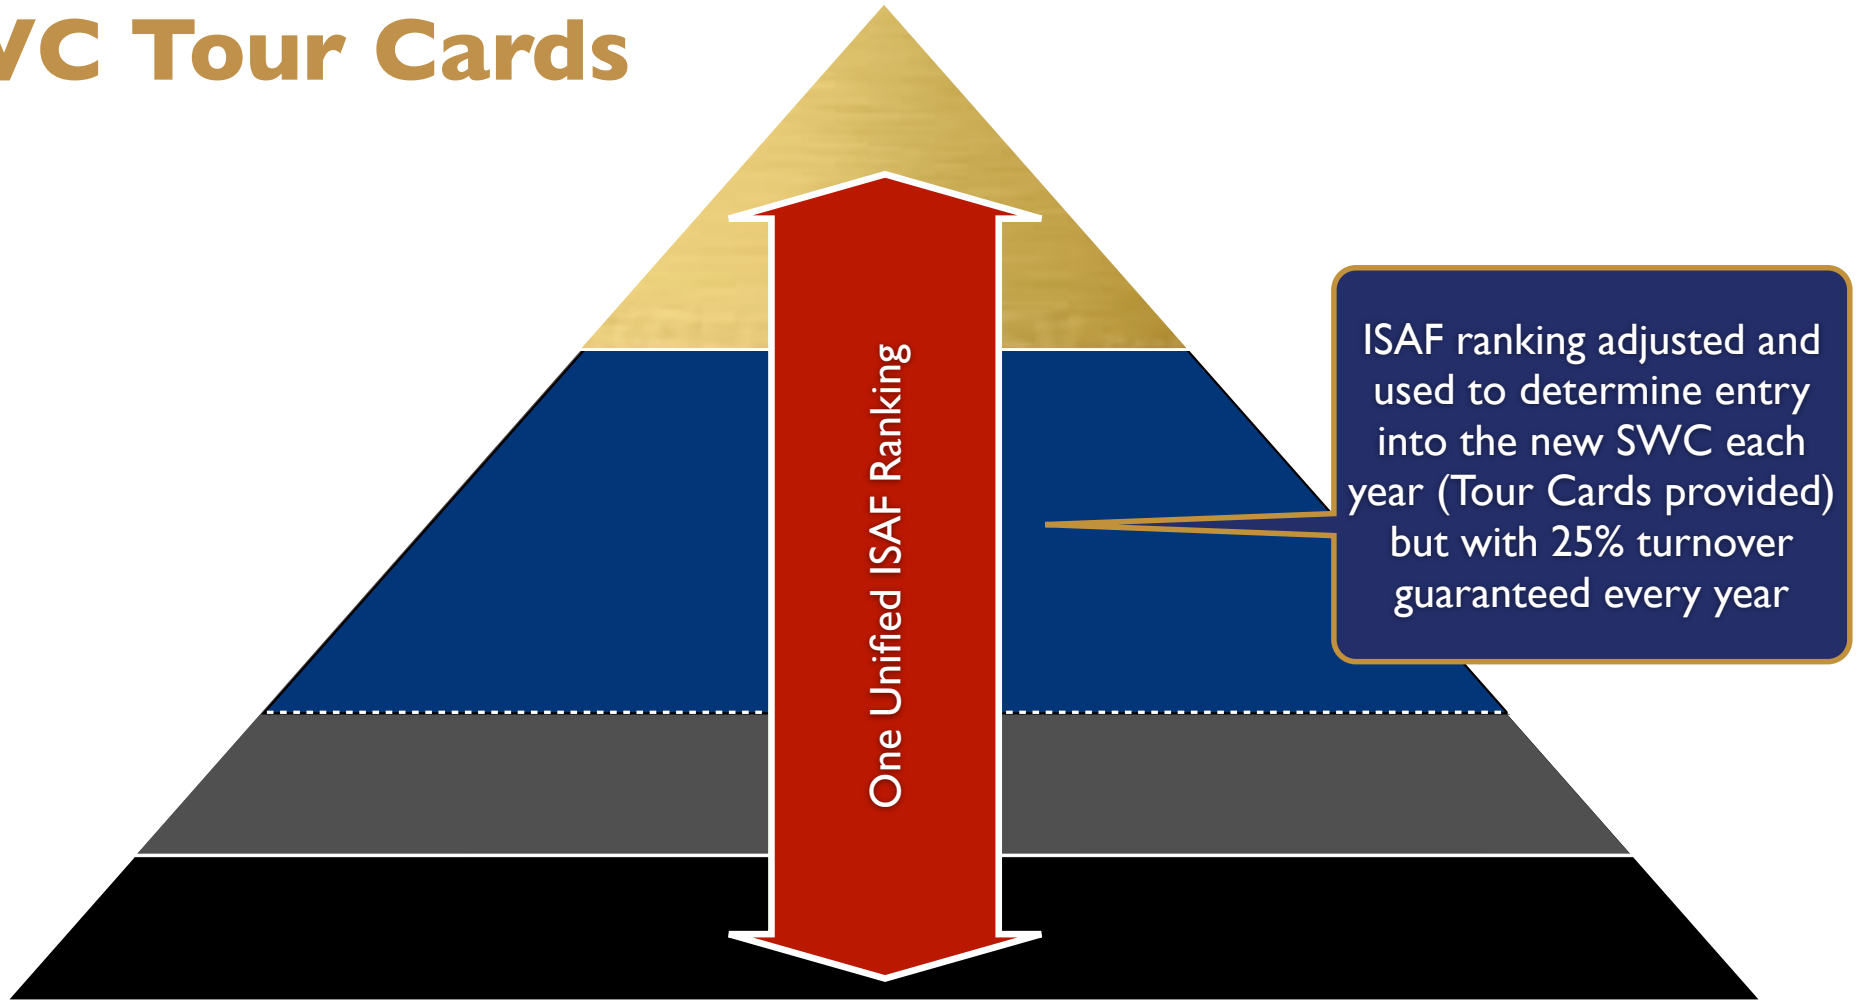 WC Tour Cards
One Unified ISAF Ranking
ISAF ranking adjusted and
used to determine entry
into the new SWC each
year (Tour Cards provided)
but with 25% turnover
guaranteed every year